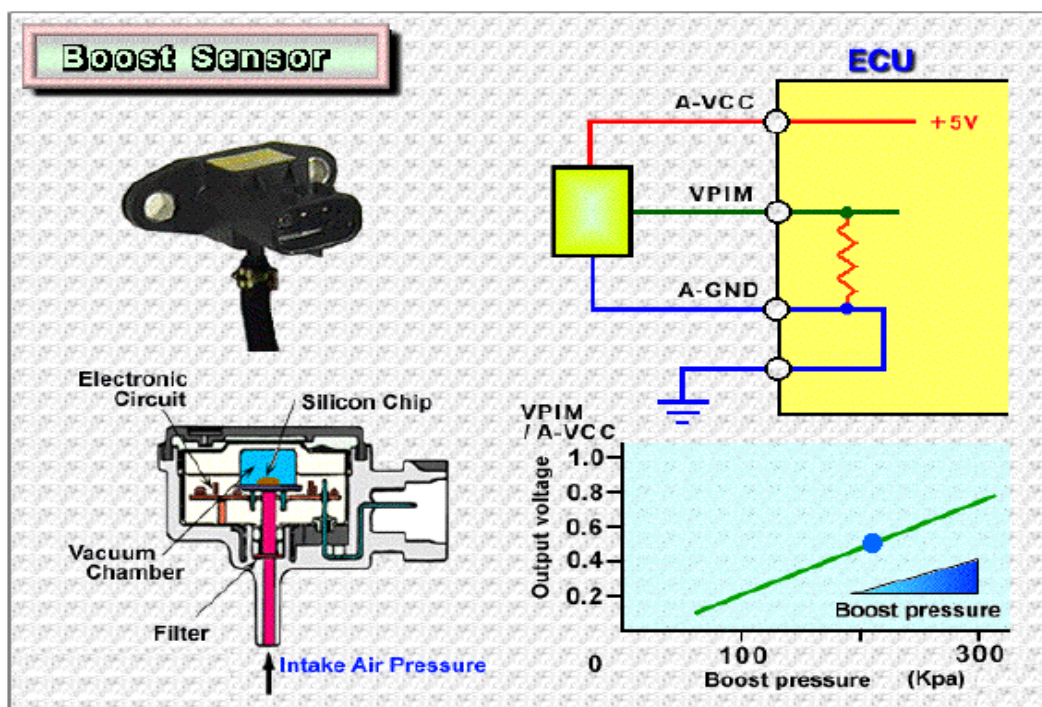 Boost Sensor
ECU
A-VCC
+5V
VPIM
A-GND
Electronic
Circuit
Silicon Chip
Vacuum
Chamber
Filter
Intake Air Pressure
VPIM
/ A-VCC
Output voltage
1.0
0.8
0.6
0.4
0.2
0
Boost pressure
100
300
Boost pressure (Kpa)